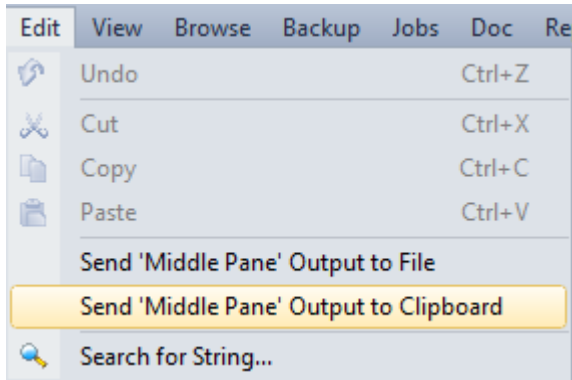 Edit View Browse Backup Jobs Doc Re
Undo Ctrl+Z
Cut Ctrl+X
Copy Ctrl+C
Paste Ctrl+V
Send 'Middle Pane' Output to File
Send 'Middle Pane' Output to Clipboard
Search for String...